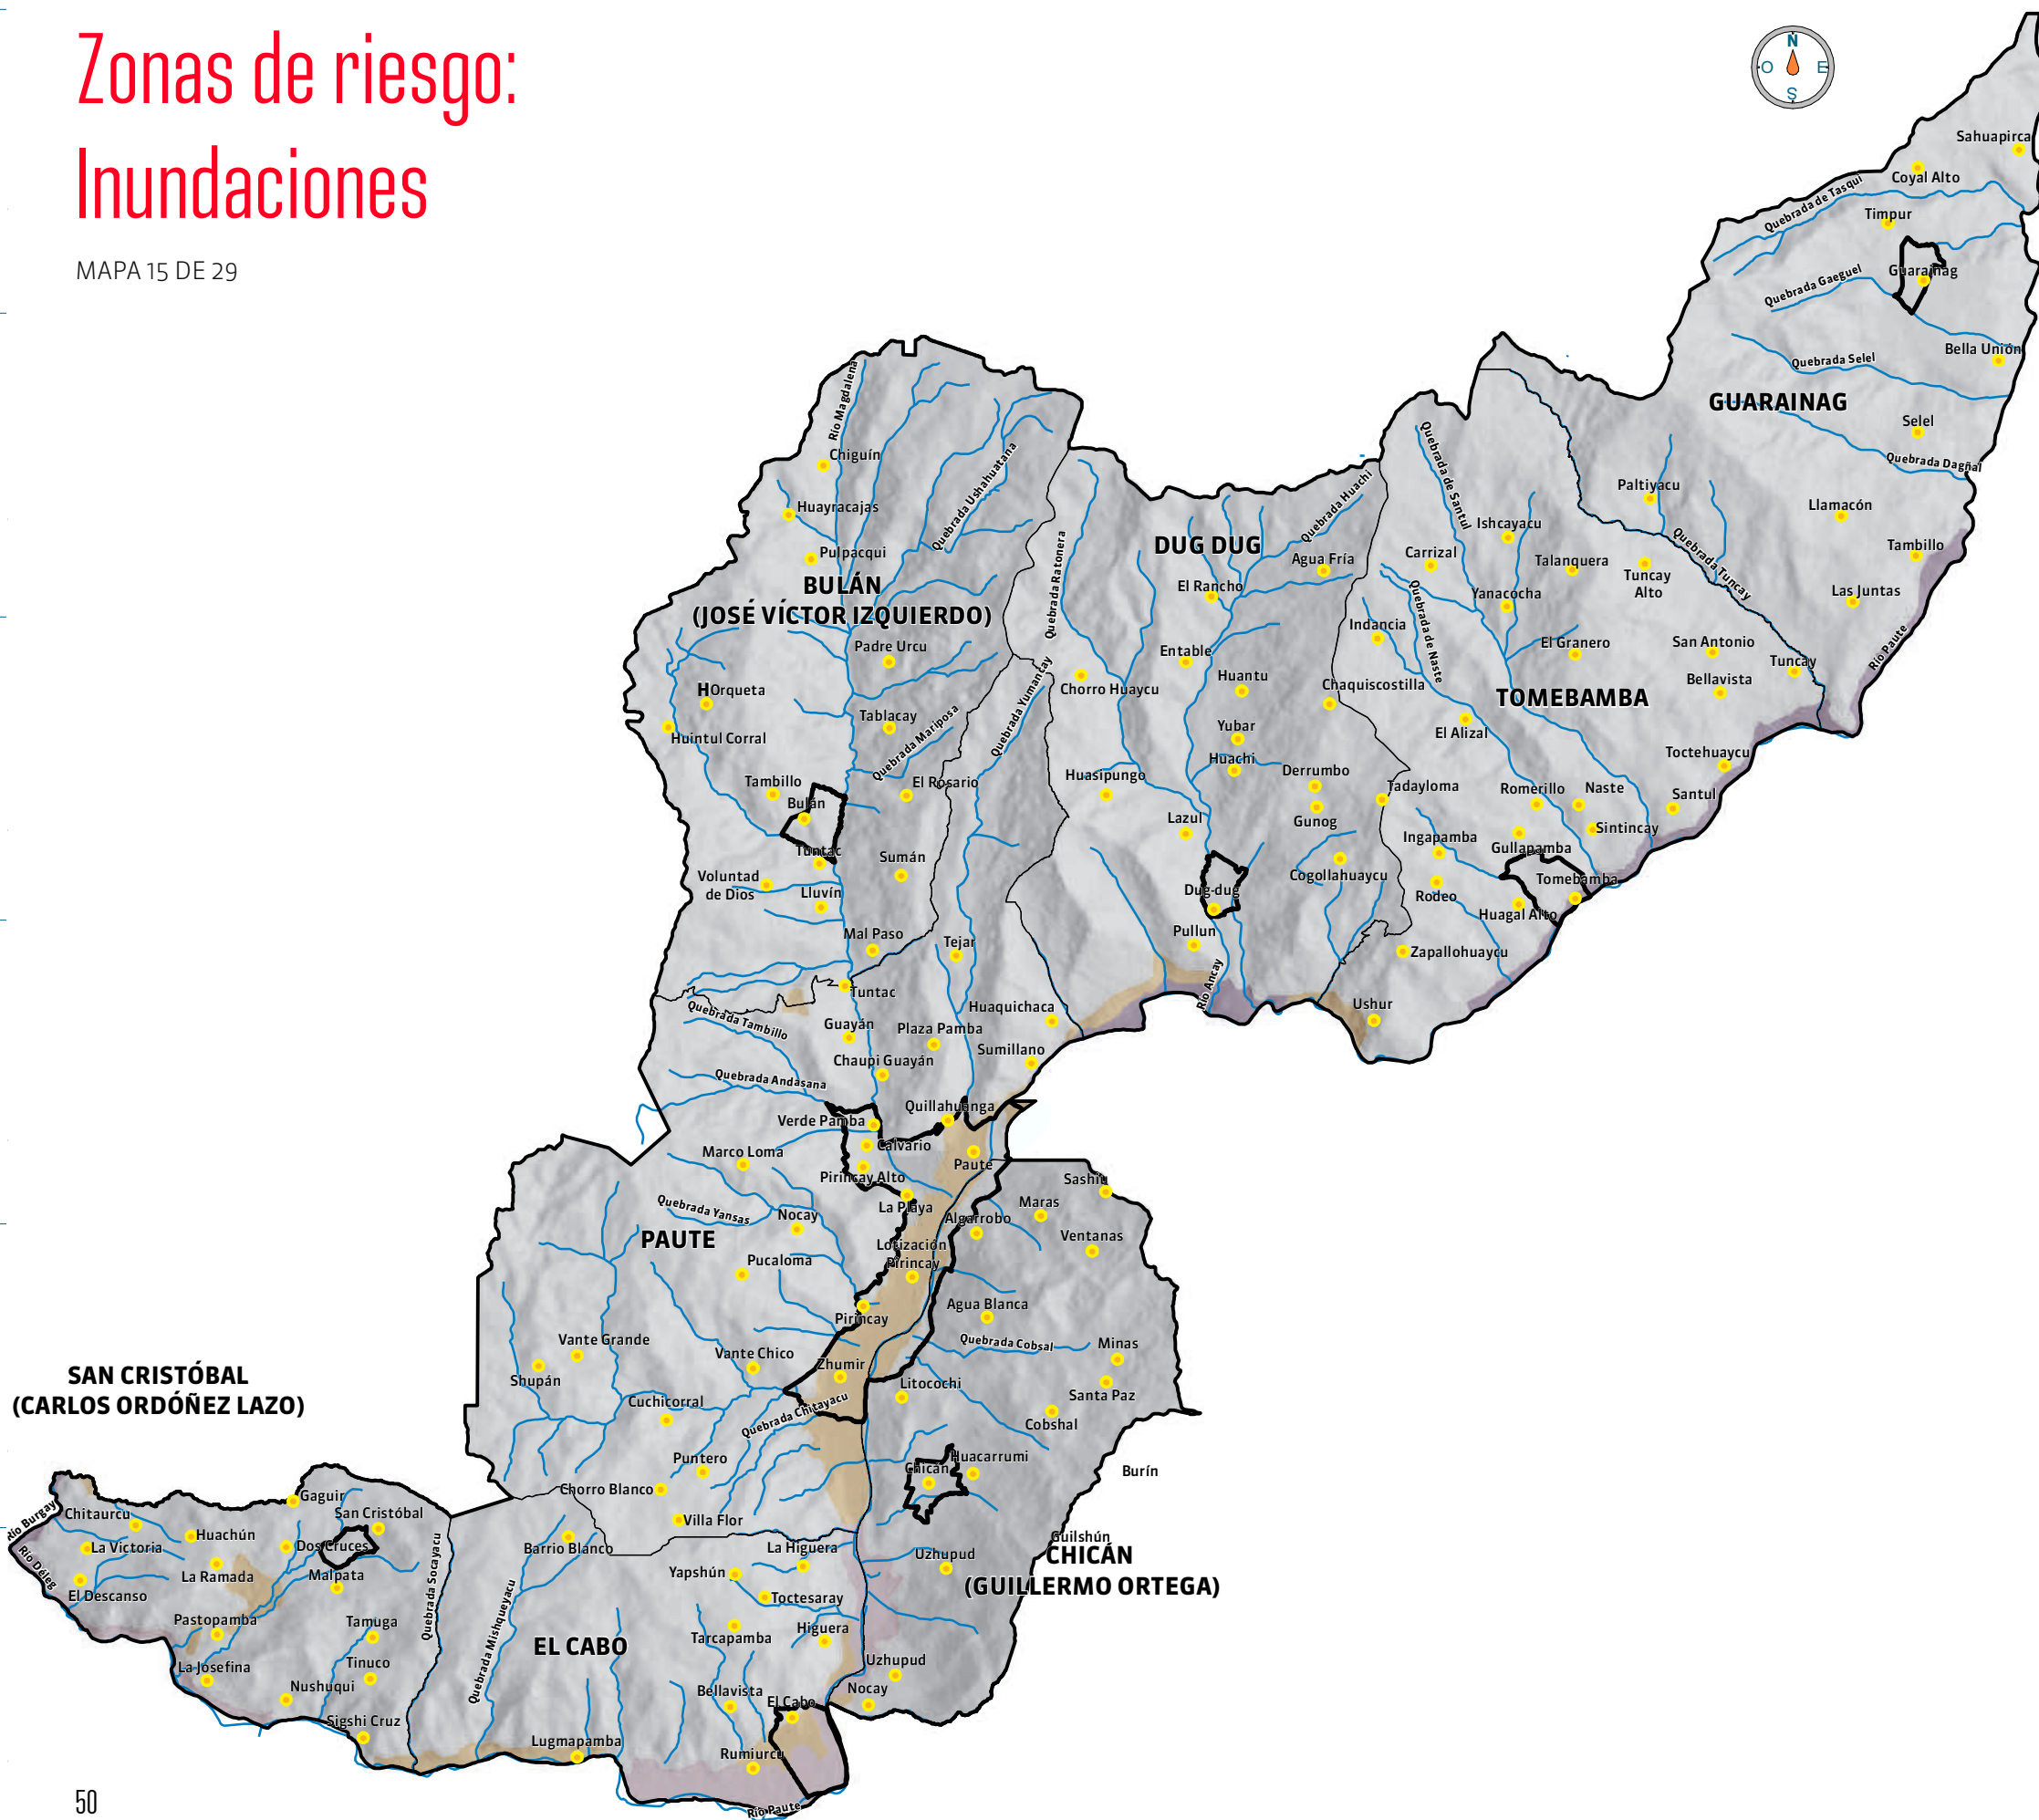 Zonas de riesgo:
Inundaciones
MAPA 15 DE 29
N
O
E
S
Sahuapirca
Coyal Alto
Quebrada de Tasqui
Timpur
Guarainag
Quebrada Gaeguel
Bella Unión
Quebrada Selel
GUARAINAG
Selel
Quebrada Dagñal
Paltiyacu
Llamacón
Tambillo
Las Juntas
Quebrada Tuncay
Río Paute
Río Magdalena
Chiguín
Huayracajas
Quebrada Ushahuatana
Pulpacqui
BULÁN
(JOSÉ VÍCTOR IZQUIERDO)
Padre Urcu
HOrqueta
Tablacay
Huintul Corral
Quebrada Mariposa
Tambillo
Bulán
El Rosario
Tuntac
Sumán
Voluntad
de Dios
Lluvín
Mal Paso
Quebrada Ratonera
Quebrada Yumancay
DUG DUG
Quebrada Huachi
Agua Fría
El Rancho
Entable
Chorro Huaycu
Huantu
Chaquiscostilla
Yubar
Huachi
Huasipungo
Derrumbo
Gunog
Lazul
Cogollahuaycu
Dug-dug
Pullun
Río Ancay
Quebrada de Santul
Ishcayacu
Carrizal
Talanquera
Tuncay
Alto
Yanacocha
Quebrada de Naste
Indancia
El Granero
San Antonio
Tuncay
Bellavista
TOMEBAMBA
El Alizal
Toctehuaycu
Tadayloma
Romerillo
Naste
Santul
Sintincay
Ingapamba
Gullapamba
Tomebamba
Rodeo
Huagal Alto
Zapallohuaycu
Ushur
Tejar
Tuntac
Quebrada Tambillo
Guayán
Plaza Pamba
Huaquichaca
Chaupi Guayán
Sumillano
Quebrada Andasana
Quillahuanga
Verde Pamba
Calvario
Marco Loma
Pirincay Alto
Paute
La Playa
Quebrada Yansas
Nocay
PAUTE
Pucaloma
Lotización
Pirincay
Pirincay
Vante Grande
Vante Chico
Zhumir
Shupán
Cuchicorral
Quebrada Chitayacu
Puntero
Chorro Blanco
Villa Flor
Sashiu
Maras
Algarrobo
Ventanas
Agua Blanca
Quebrada Cobsal
Minas
Litocochi
Santa Paz
Cobshal
Huacarrumi
Chicán
Burín
Guilshún
CHICÁN
(GUILLERMO ORTEGA)
Uzhupud
Uzhupud
Nocay
SAN CRISTÓBAL
(CARLOS ORDÓÑEZ LAZO)
Río Burgay
Chitaurcu
Gaguir
San Cristóbal
Huachún
La Victoria
Dos Cruces
Río Déleg
La Ramada
Malpata
El Descanso
Pastopamba
Tamuga
La Josefina
Tinuco
Nushuqui
Sigshi Cruz
Quebrada Socayacu
Quebrada Mishqueyacu
Barrio Blanco
La Higuera
Yapshún
Toctesaray
Tarcapamba
Higuera
EL CABO
Bellavista
El Cabo
Lugmapamba
Rumiurcu
Río Paute
50